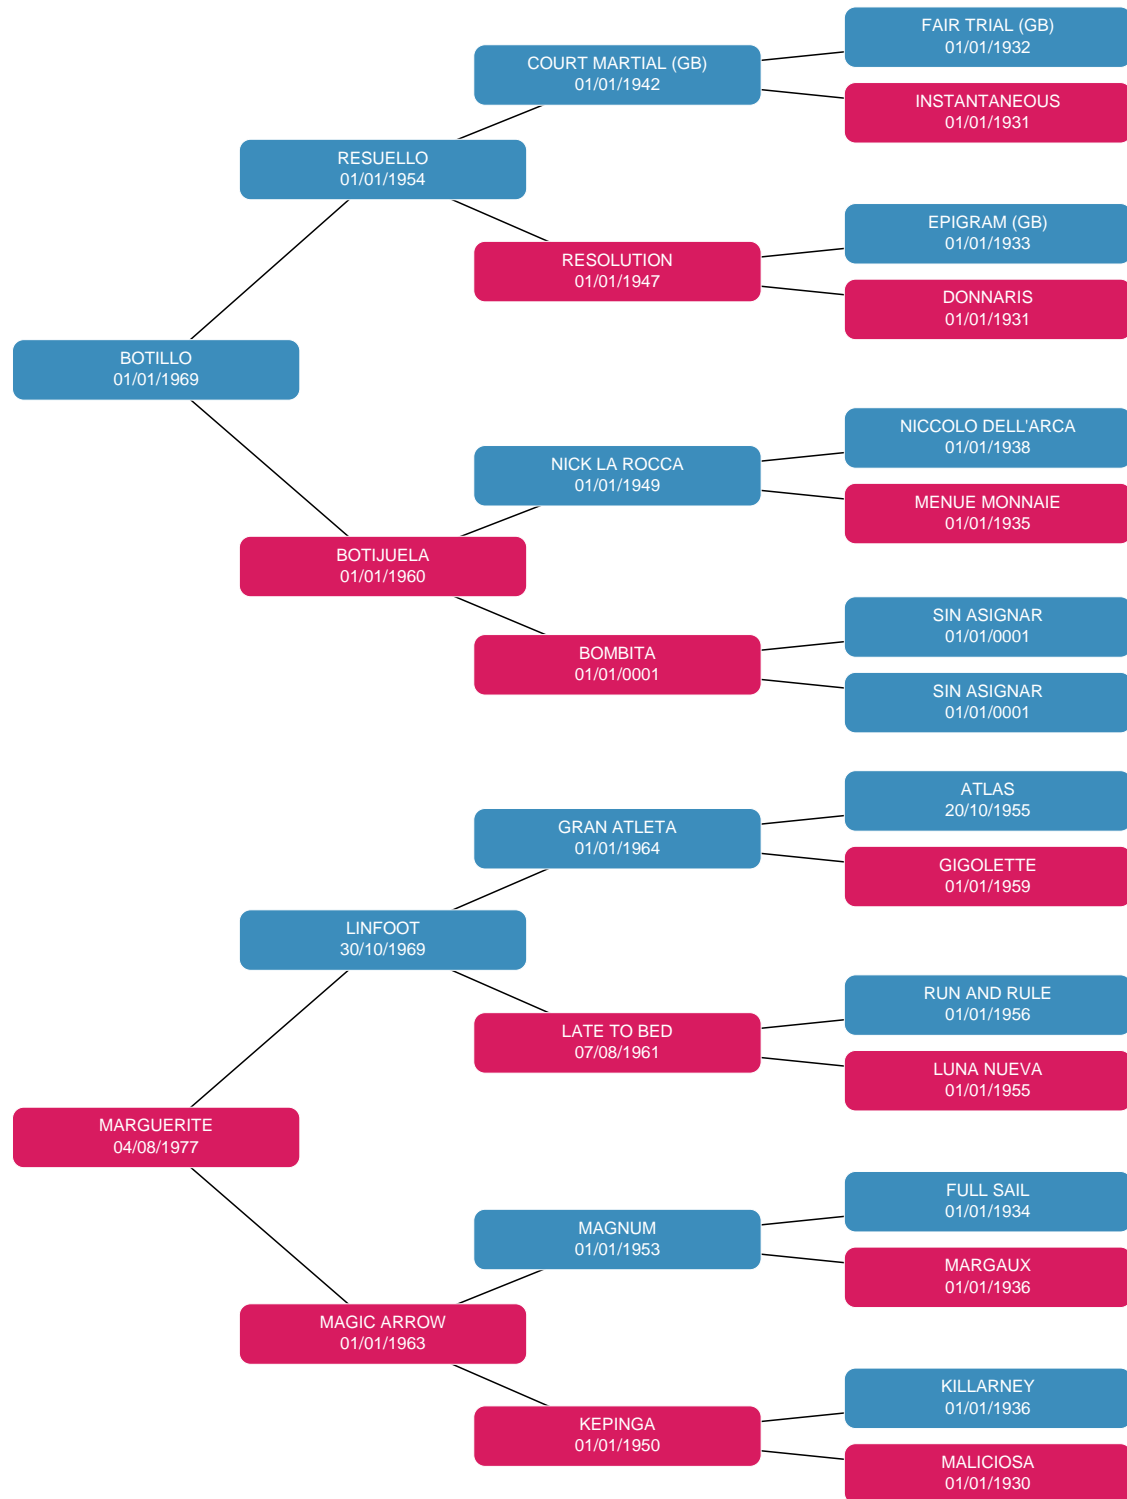 FAIR TRIAL (GB)
01/01/1932
COURT MARTIAL (GB)
01/01/1942
INSTANTANEOUS
01/01/1931
RESUELLO
01/01/1954
EPIGRAM (GB)
01/01/1933
RESOLUTION
01/01/1947
DONNARIS
01/01/1931
BOTILLO
01/01/1969
NICCOLO DELL'ARCA
01/01/1938
NICK LA ROCCA
01/01/1949
MENUE MONNAIE
01/01/1935
BOTIJUELA
01/01/1960
SIN ASIGNAR
01/01/0001
BOMBITA
01/01/0001
SIN ASIGNAR
01/01/0001
ATLAS
20/10/1955
GRAN ATLETA
01/01/1964
GIGOLETTE
01/01/1959
LINFOOT
30/10/1969
RUN AND RULE
01/01/1956
LATE TO BED
07/08/1961
LUNA NUEVA
01/01/1955
MARGUERITE
04/08/1977
FULL SAIL
01/01/1934
MAGNUM
01/01/1953
MARGAUX
01/01/1936
MAGIC ARROW
01/01/1963
KILLARNEY
01/01/1936
KEPINGA
01/01/1950
MALICIOSA
01/01/1930